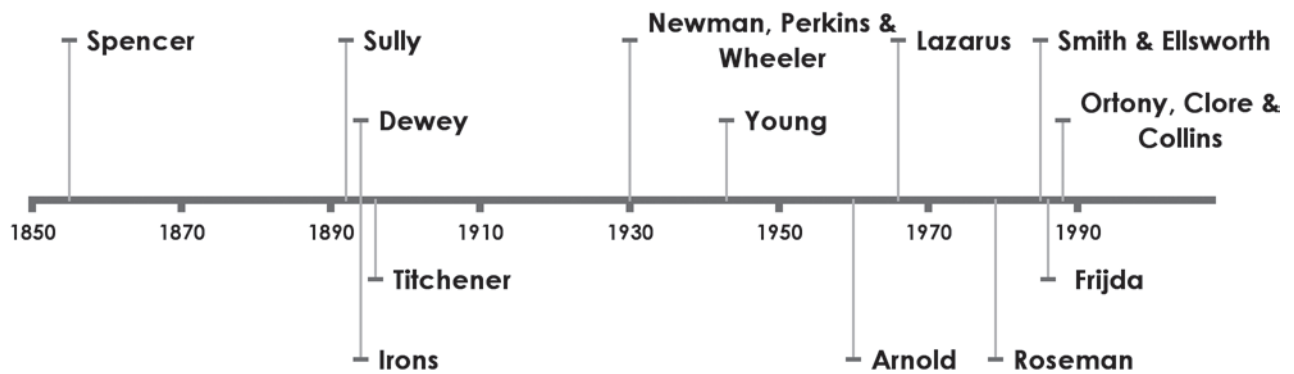 Spencer
Sully
Newman, Perkins &
Wheeler
Lazarus
Smith & Ellsworth
Dewey
Young
Ortony, Clore &
Collins
1850 1870 1890 1910 1930 1950 1970 1990
Titchener
Frijda
Irons
Arnold
Roseman